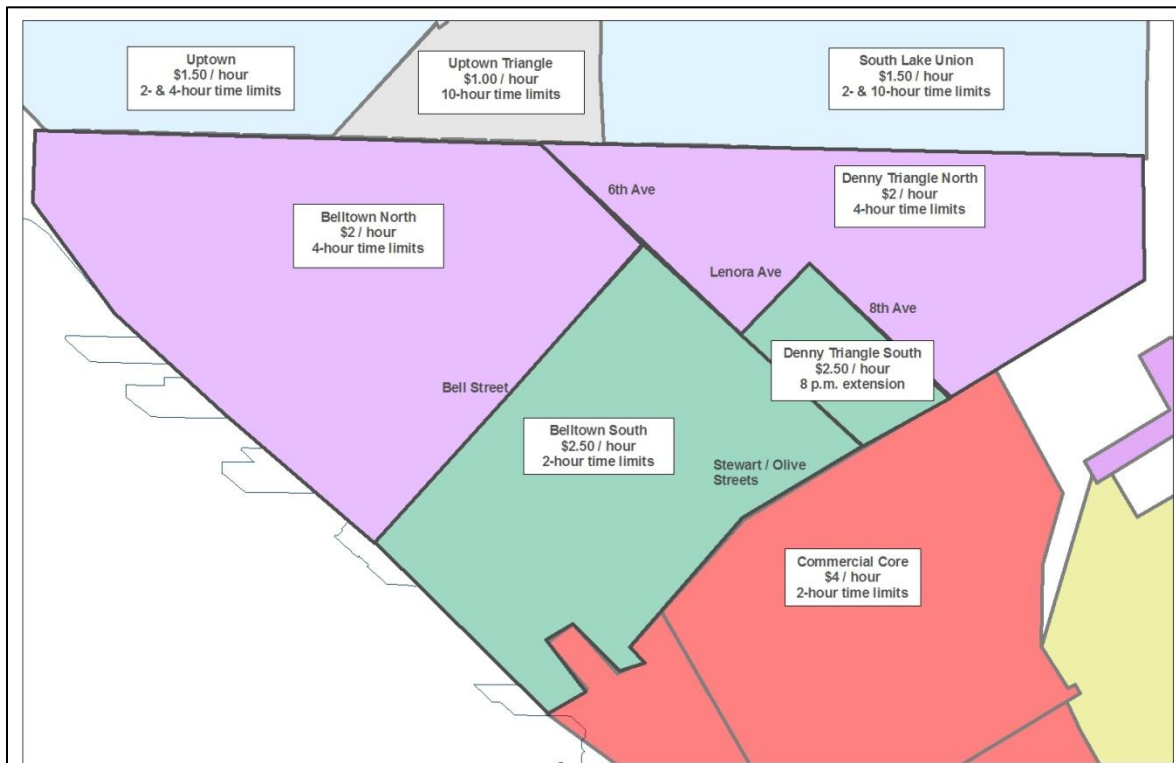 Uptown
$1.50 / hour
2- & 4-hour time limits
Uptown Triangle
$1.00 / hour
10-hour time limits
South Lake Union
$1.50 / hour
2- & 10-hour time limits
6th Ave
Denny Triangle North
$2 / hour
4-hour time limits
Belltown North
$2 / hour
4-hour time limits
Lenora Ave
8th Ave
Denny Triangle South
$2.50 / hour
8 p.m. extension
Bell Street
Belltown South
$2.50 / hour
2-hour time limits
Stewart / Olive
Streets
Commercial Core
$4 / hour
2-hour time limits